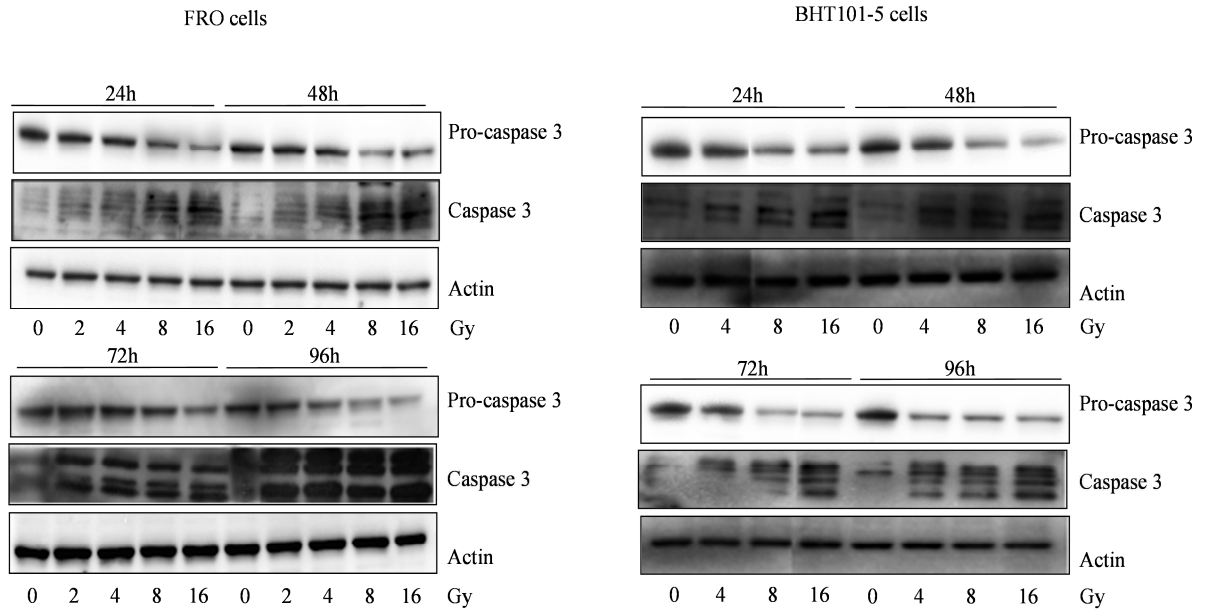 FRO cells
24h 48h
Pro-caspase 3
Caspase 3
Actin
0 2 4 8 16 0 2 4 8 16 Gy
72h 96h
Pro-caspase 3
Caspase 3
Actin
0 2 4 8 16 0 2 4 8 16 Gy
BHT101-5 cells
24h 48h
Pro-caspase 3
Caspase 3
Actin
0 4 8 16 0 4 8 16 Gy
72h 96h
Pro-caspase 3
Caspase 3
Actin
0 4 8 16 0 4 8 16 Gy